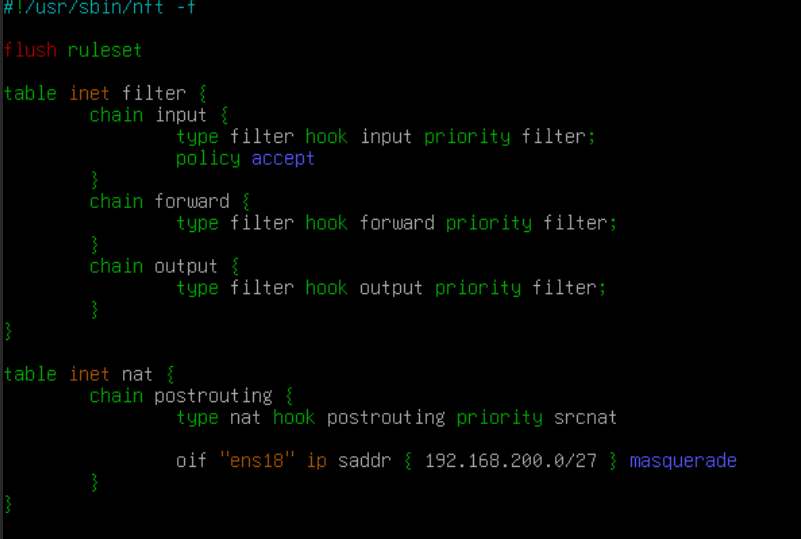 #!/usr/sbin/nft -f
flush ruleset
table inet filter {
chain input {
type filter hook input priority filter;
policy accept
}
chain forward {
type filter hook forward priority filter;
}
chain output {
type filter hook output priority filter;
}
}
table inet nat {
chain postrouting {
type nat hook postrouting priority srcnat
oif "ens18" ip saddr { 192.168.200.0/27 } masquerade
}
}